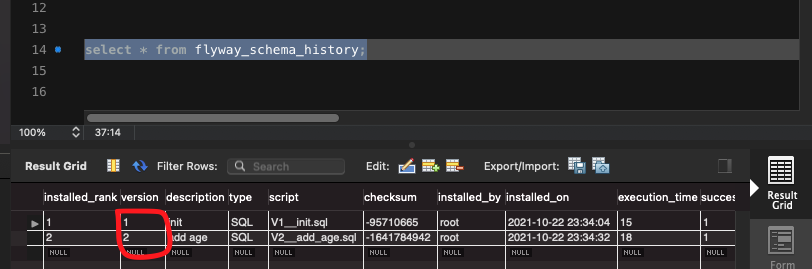 12
13
14 select * from flyway_schema_history;
15
16
100% 37:14
Result Grid Filter Rows: Search Edit: Export/Import:
Result Grid
installed_rank version description type script checksum installed_by installed_on execution_time succes
1 1 init SQL V1__init.sql -95710665 root 2021-10-22 23:34:04 15 1
2 2 add age SQL V2__add_age.sql -1641784942 root 2021-10-22 23:34:32 18 1
NULL NULL NULL NULL NULL NULL NULL NULL NULL NULL
Form